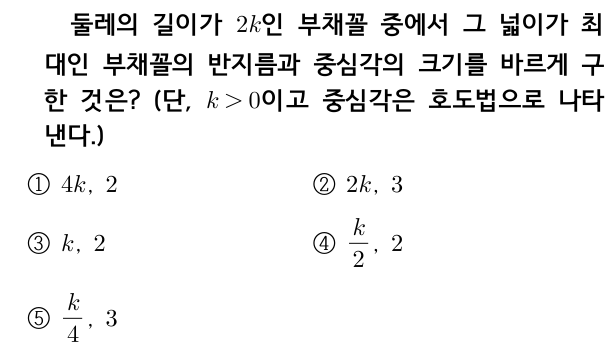 둘레의 길이가 2k인 부채꼴 중에서 그 넓이가 최
대인 부채꼴의 반지름과 중심각의 크기를 바르게 구
한 것은? (단, k > 0이고 중심각은 호도법으로 나타
낸다.)
① 4k, 2 ② 2k, 3
③ k, 2 ④ k/2, 2
⑤ k/4, 3